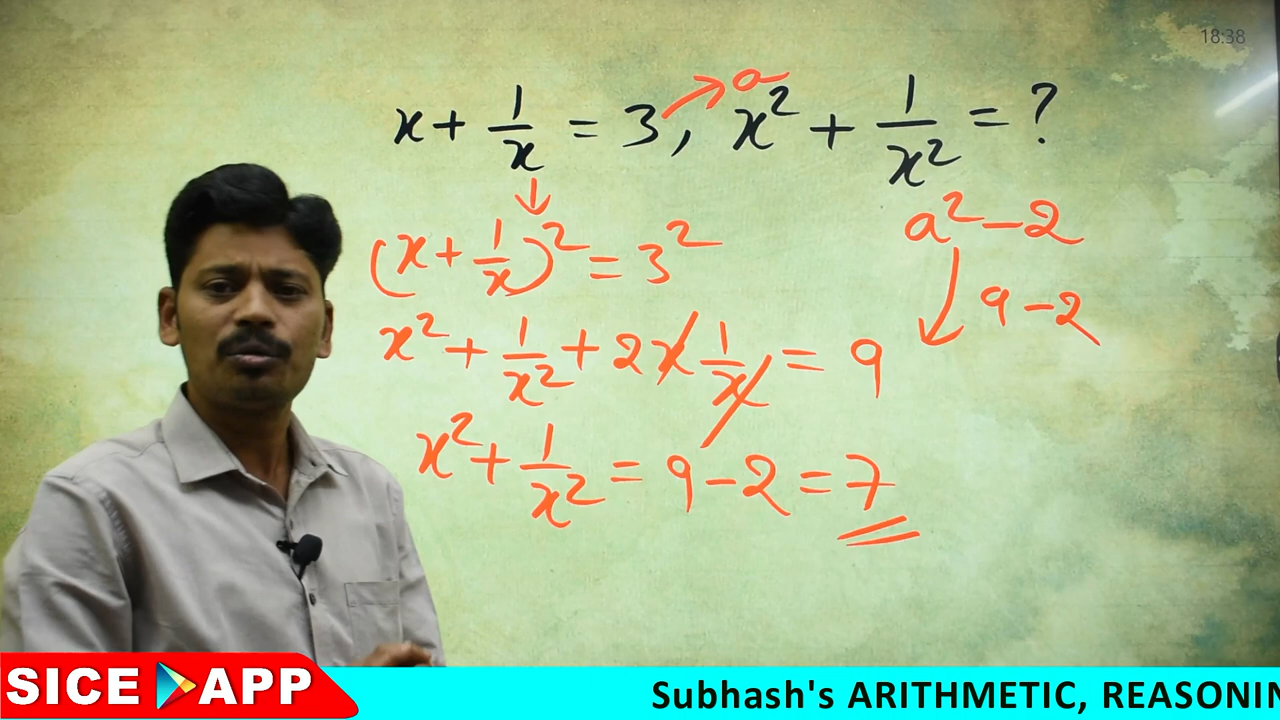 18:38
x + 1/x = 3, x² + 1/x² = ?
a
(x + 1/x)² = 3²
a² - 2
9 - 2
x² + 1/x² + 2x 1/x = 9
x² + 1/x² = 9 - 2 = 7
SICE APP
Subhash's ARITHMETIC, REASONIN